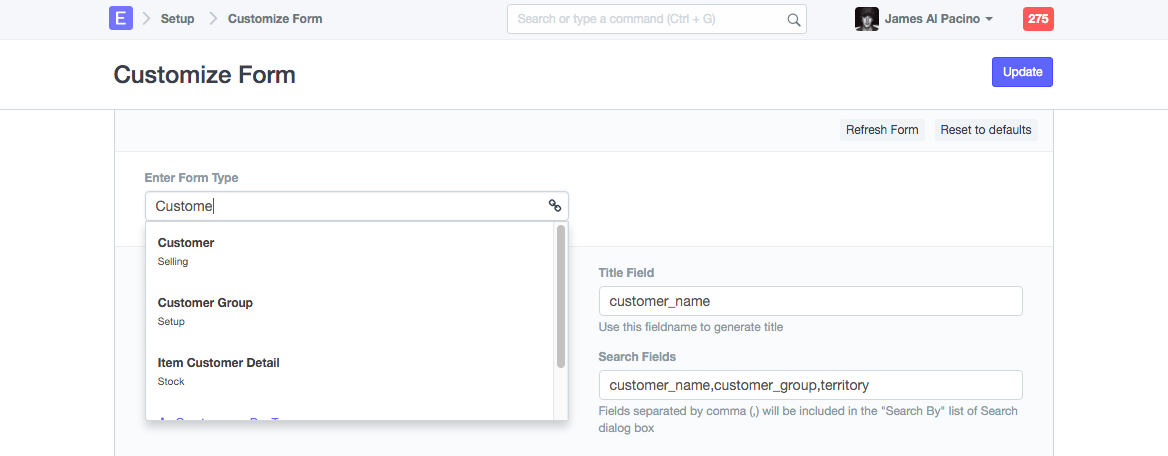 E Setup Customize Form Search or type a command (Ctrl + G) James Al Pacino 275
Customize Form Update
Refresh Form Reset to defaults
Enter Form Type
Custome
Customer
Selling
Customer Group
Setup
Item Customer Detail
Stock
Title Field
customer_name
Use this fieldname to generate title
Search Fields
customer_name,customer_group,territory
Fields separated by comma (,) will be included in the "Search By" list of Search
dialog box